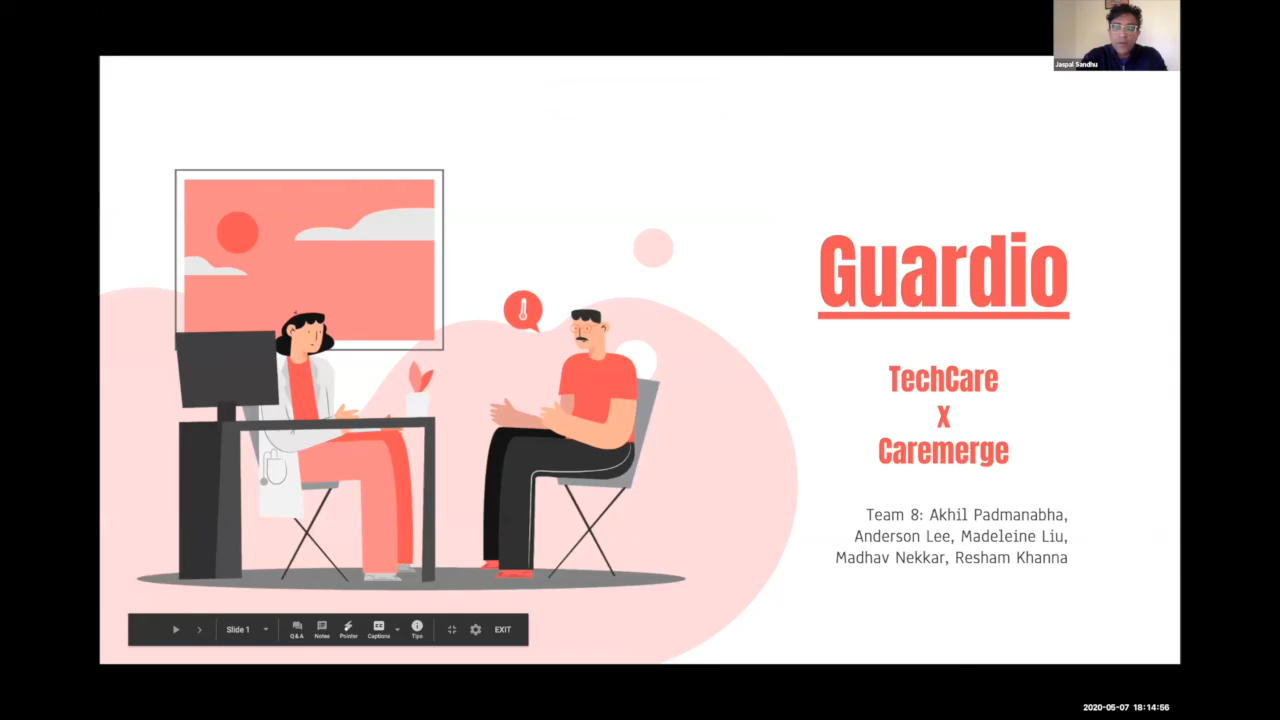 Jaspal Sandhu
Guardio
TechCare
X
Caremerge
Team 8: Akhil Padmanabha,
Anderson Lee, Madeleine Liu,
Madhav Nekkar, Resham Khanna
Slide 1
Q&A
Notes
Pointer
Captions
Tips
EXIT
2020-05-07 18:14:56